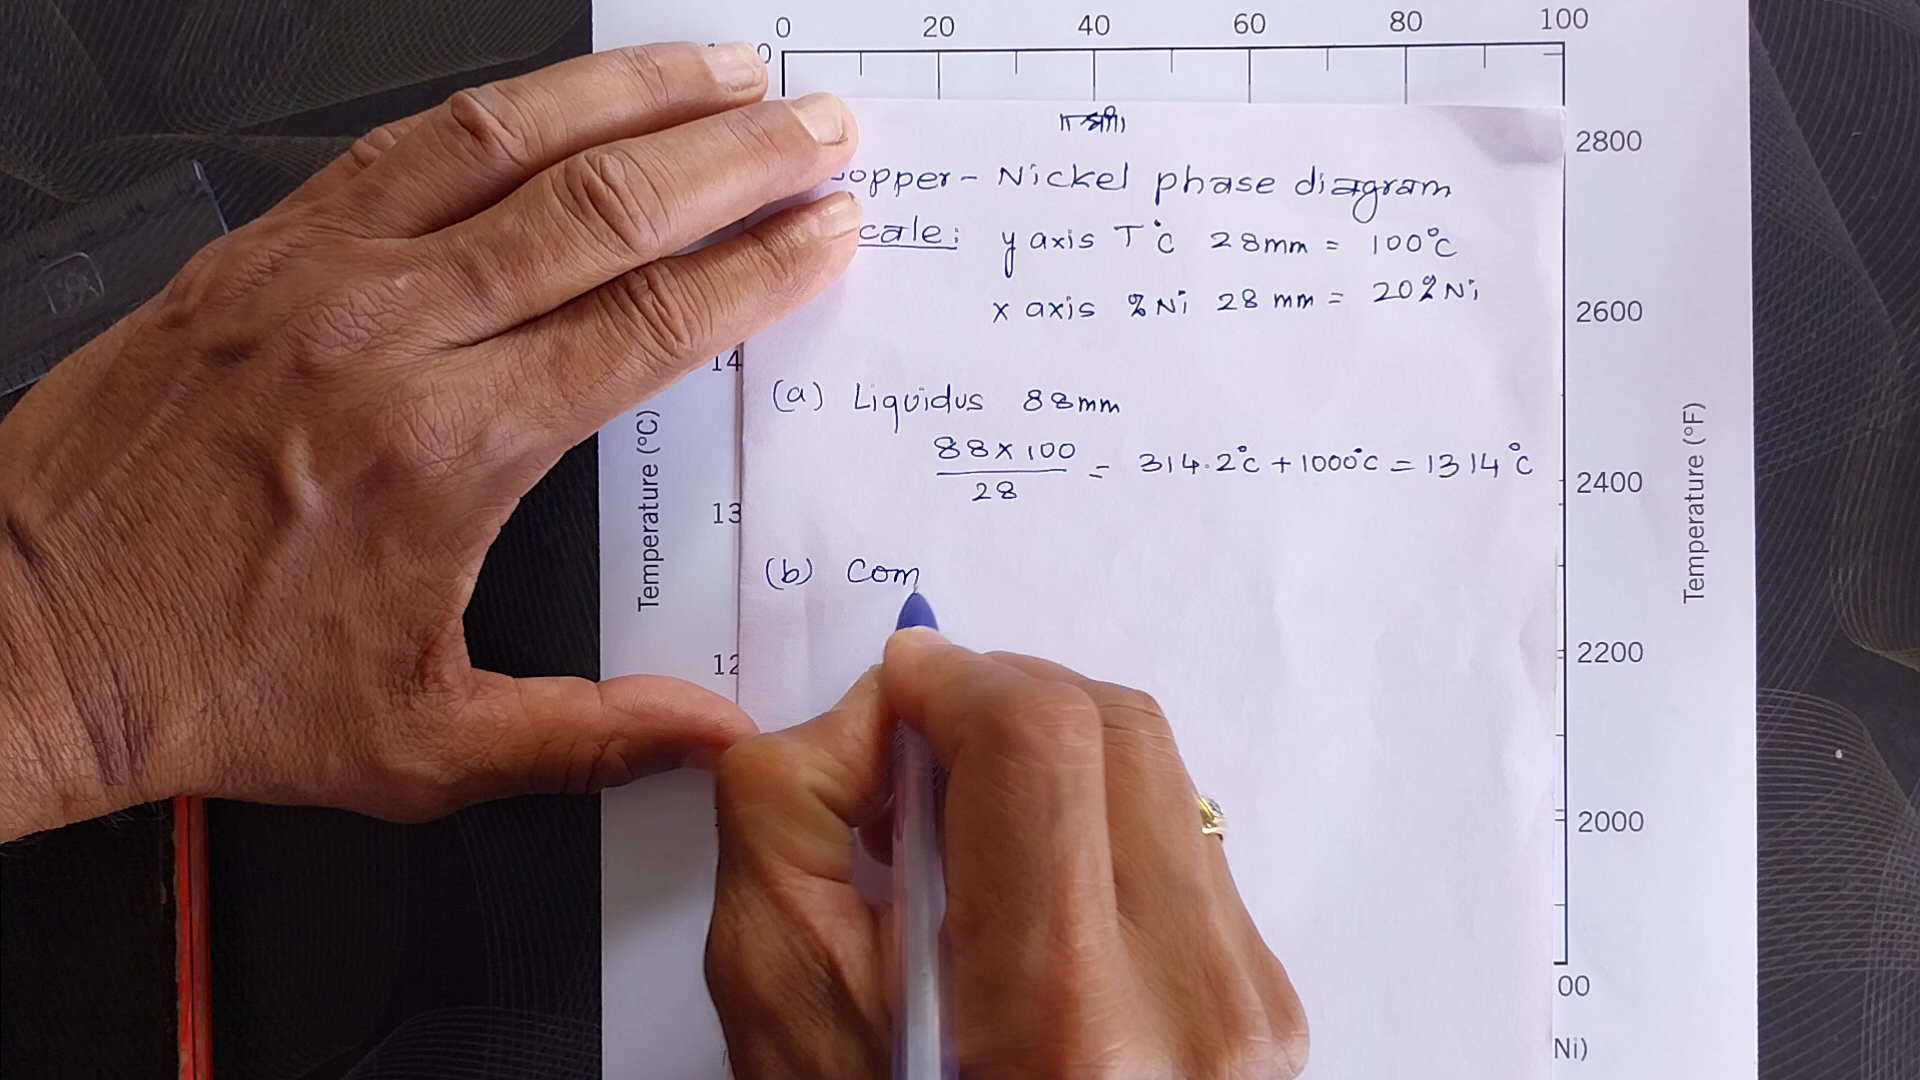 0 20 40 60 80 100
0
2800
opper - Nickel phase diagram
cale: y axis T°C 28mm = 100°C
x axis % Ni 28 mm = 20% Ni
2600
14
(a) Liquidus 88mm
88 x 100
28
= 314.2°C + 1000°C = 1314°C
2400
13
Temperature (°C)
Temperature (°F)
(b) Com
2200
12
2000
00
Ni)